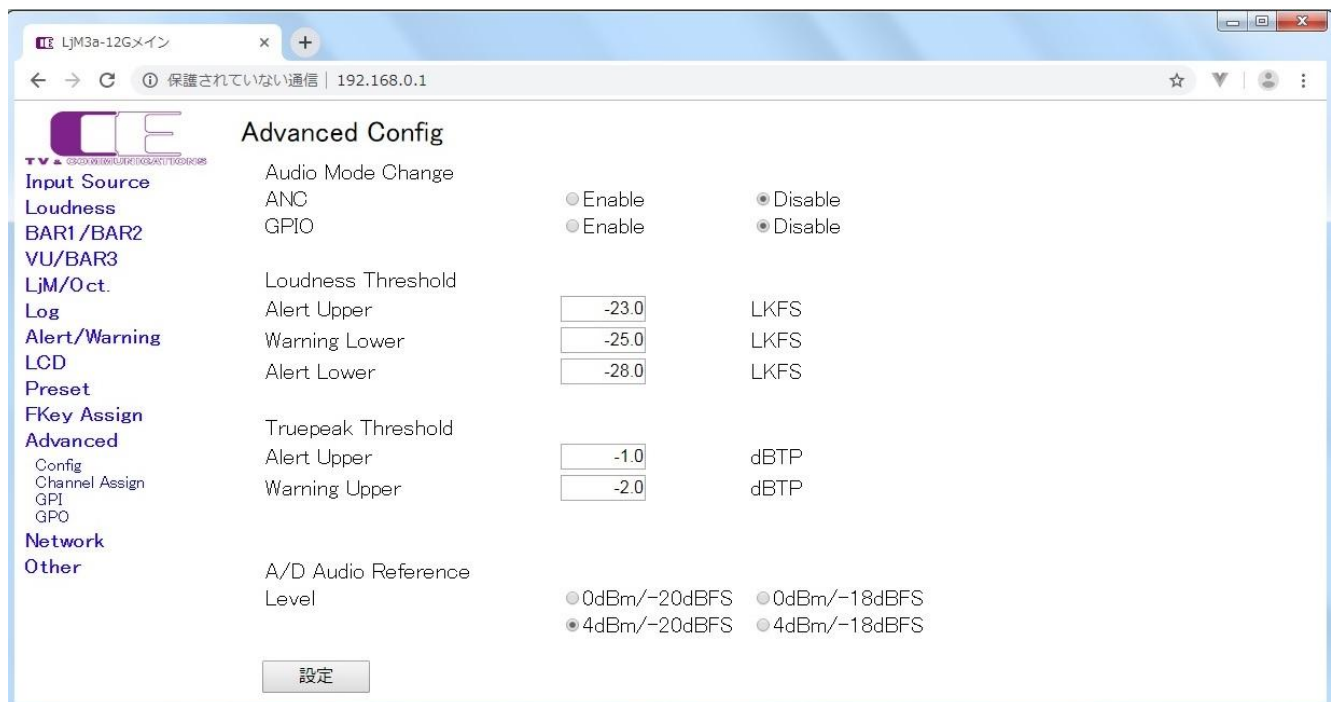 LjM3a-12Gメイン
保護されていない通信 | 192.168.0.1
TV & COMMUNICATIONS
Input Source
Loudness
BAR1/BAR2
VU/BAR3
LjM/Oct.
Log
Alert/Warning
LCD
Preset
FKey Assign
Advanced
Config
Channel Assign
GPI
GPO
Network
Other
Advanced Config
Audio Mode Change
ANC Enable Disable
GPIO Enable Disable
Loudness Threshold
Alert Upper -23.0 LKFS
Warning Lower -25.0 LKFS
Alert Lower -28.0 LKFS
Truepeak Threshold
Alert Upper -1.0 dBTP
Warning Upper -2.0 dBTP
A/D Audio Reference
Level 0dBm/-20dBFS 0dBm/-18dBFS
4dBm/-20dBFS 4dBm/-18dBFS
設定